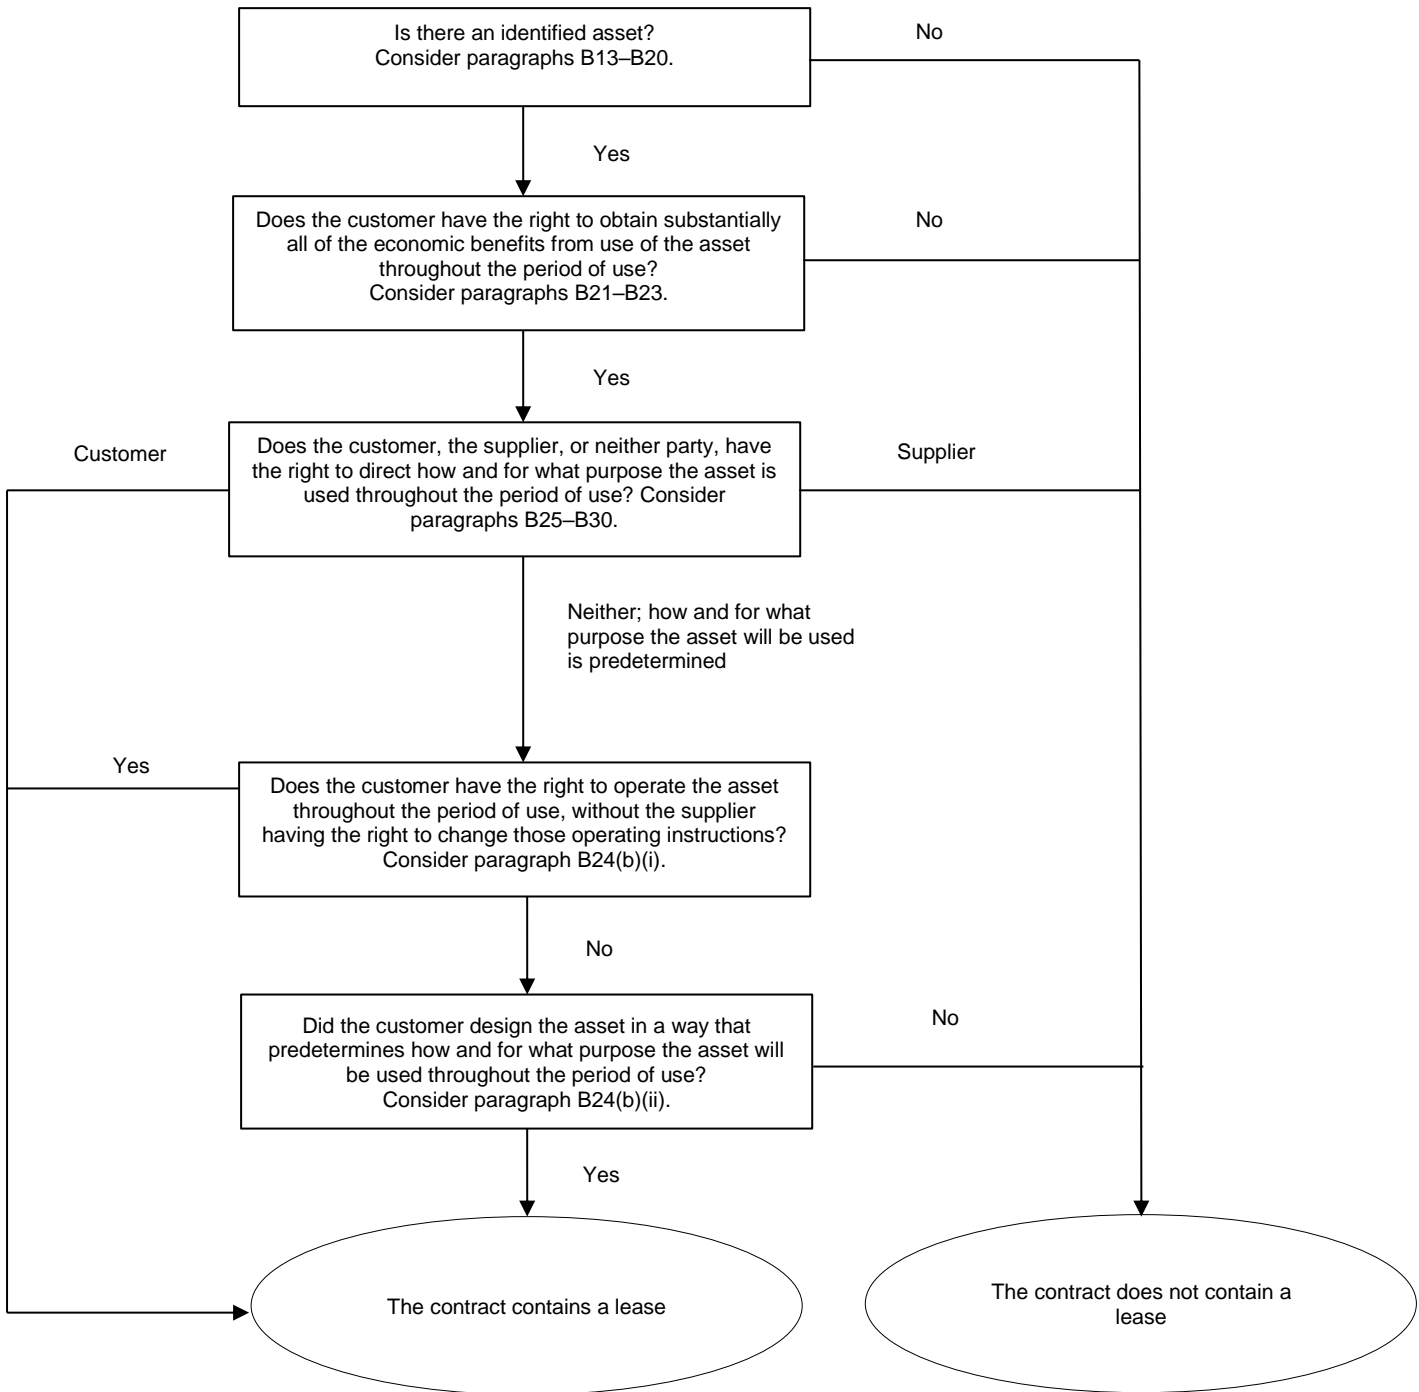 Is there an identified asset?
Consider paragraphs B13–B20.
No
Yes
Does the customer have the right to obtain substantially
all of the economic benefits from use of the asset
throughout the period of use?
Consider paragraphs B21–B23.
No
Yes
Customer
Does the customer, the supplier, or neither party, have
the right to direct how and for what purpose the asset is
used throughout the period of use? Consider
paragraphs B25–B30.
Supplier
Neither; how and for what
purpose the asset will be used
is predetermined
Yes
Does the customer have the right to operate the asset
throughout the period of use, without the supplier
having the right to change those operating instructions?
Consider paragraph B24(b)(i).
No
Did the customer design the asset in a way that
predetermines how and for what purpose the asset will
be used throughout the period of use?
Consider paragraph B24(b)(ii).
No
Yes
The contract contains a lease
The contract does not contain a
lease